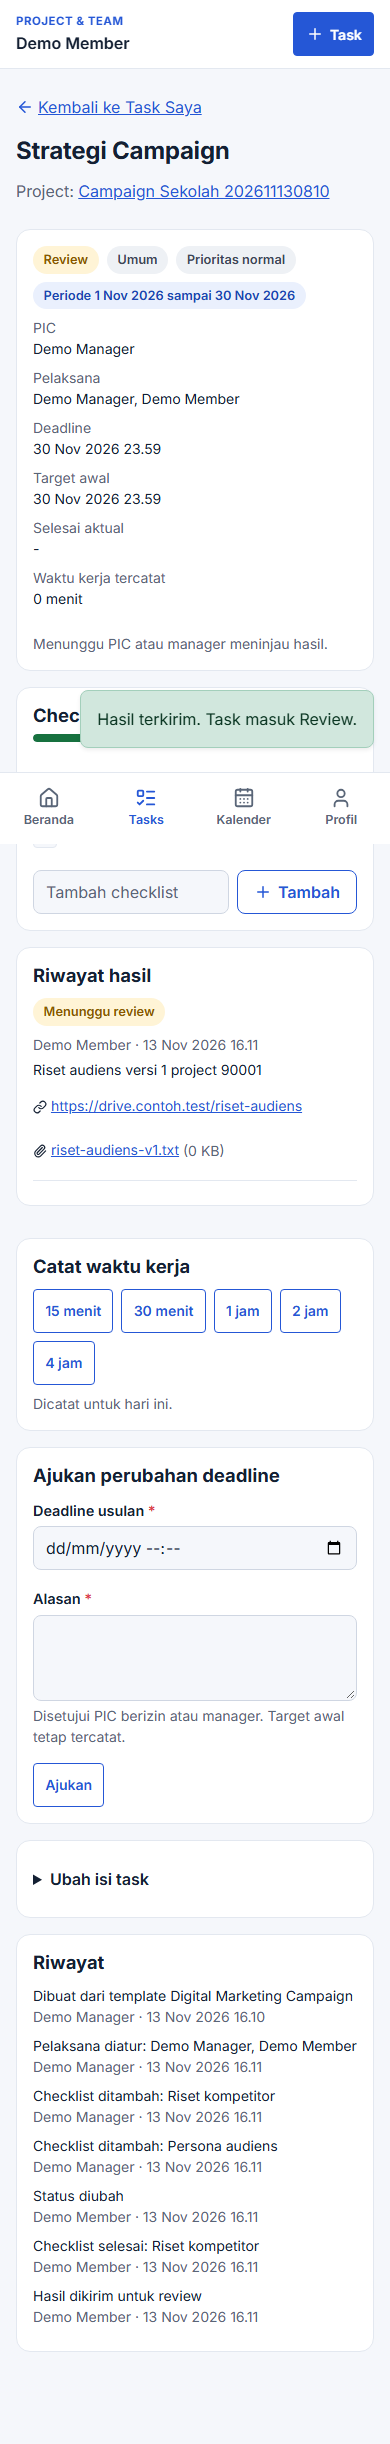 PROJECT & TEAM
Demo Member
+ Task
← Kembali ke Task Saya
Strategi Campaign
Project: Campaign Sekolah 202611130810
Review
Umum
Prioritas normal
Periode 1 Nov 2026 sampai 30 Nov 2026
PIC
Demo Manager
Pelaksana
Demo Manager, Demo Member
Deadline
30 Nov 2026 23.59
Target awal
30 Nov 2026 23.59
Selesai aktual
-
Waktu kerja tercatat
0 menit
Menunggu PIC atau manager meninjau hasil.
Chec
Hasil terkirim. Task masuk Review.
Beranda
Tasks
Kalender
Profil
Tambah checklist
+ Tambah
Riwayat hasil
Menunggu review
Demo Member · 13 Nov 2026 16.11
Riset audiens versi 1 project 90001
https://drive.contoh.test/riset-audiens
riset-audiens-v1.txt (0 KB)
Catat waktu kerja
15 menit
30 menit
1 jam
2 jam
4 jam
Dicatat untuk hari ini.
Ajukan perubahan deadline
Deadline usulan *
dd/mm/yyyy --:--
Alasan *
Disetujui PIC berizin atau manager. Target awal
tetap tercatat.
Ajukan
Ubah isi task
Riwayat
Dibuat dari template Digital Marketing Campaign
Demo Manager · 13 Nov 2026 16.10
Pelaksana diatur: Demo Manager, Demo Member
Demo Manager · 13 Nov 2026 16.11
Checklist ditambah: Riset kompetitor
Demo Manager · 13 Nov 2026 16.11
Checklist ditambah: Persona audiens
Demo Manager · 13 Nov 2026 16.11
Status diubah
Demo Member · 13 Nov 2026 16.11
Checklist selesai: Riset kompetitor
Demo Member · 13 Nov 2026 16.11
Hasil dikirim untuk review
Demo Member · 13 Nov 2026 16.11